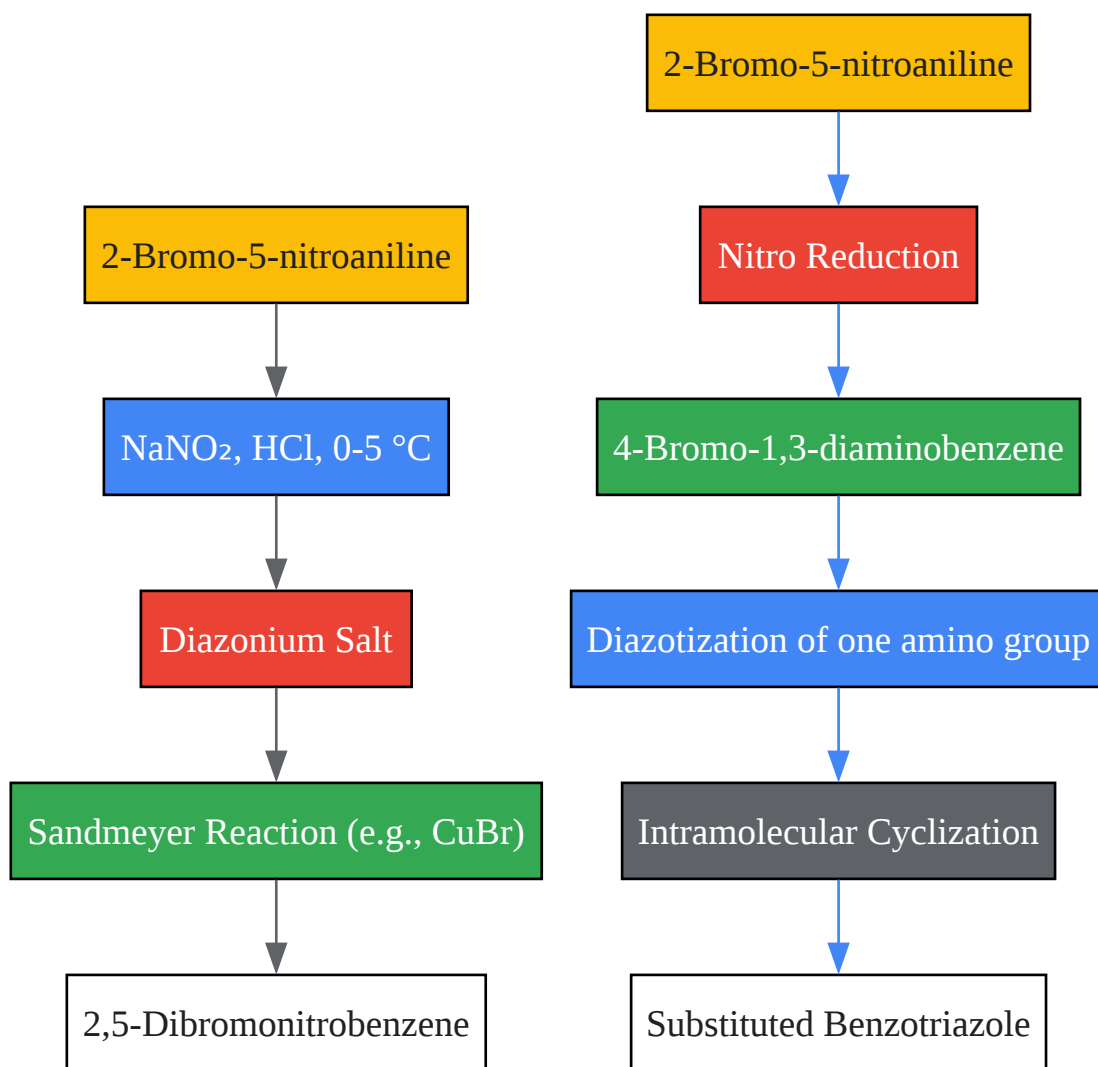 2-Bromo-5-nitroaniline
NaNO₂, HCl, 0-5 °C
Diazonium Salt
Sandmeyer Reaction (e.g., CuBr)
2,5-Dibromonitrobenzene
2-Bromo-5-nitroaniline
Nitro Reduction
4-Bromo-1,3-diaminobenzene
Diazotization of one amino group
Intramolecular Cyclization
Substituted Benzotriazole